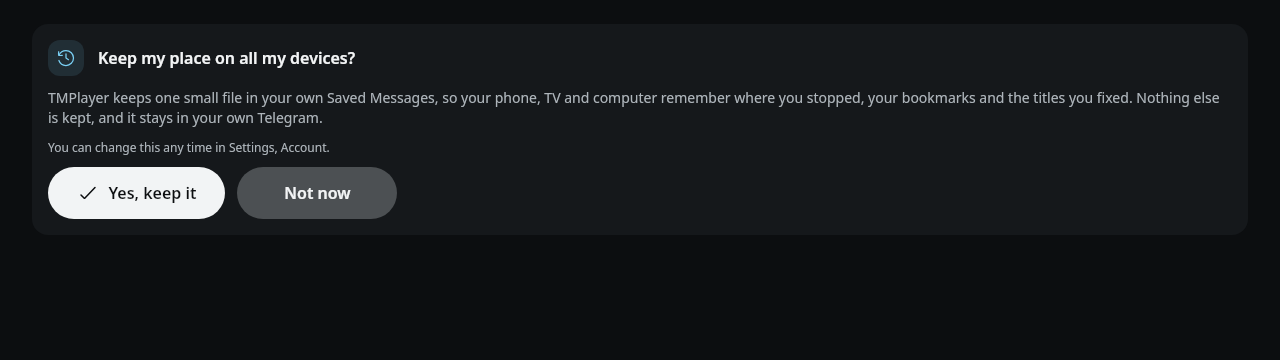 Keep my place on all my devices?
TMPlayer keeps one small file in your own Saved Messages, so your phone, TV and computer remember where you stopped, your bookmarks and the titles you fixed. Nothing else
is kept, and it stays in your own Telegram.
You can change this any time in Settings, Account.
Yes, keep it
Not now